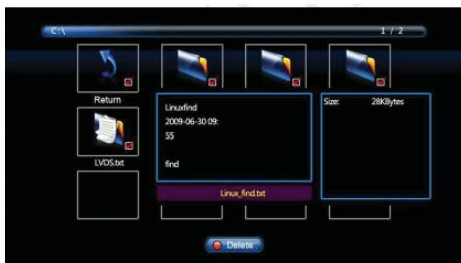 C:\
1 / 2
Return
Linuxfind
2009-06-30 09:
55
find
Size: 28KBytes
LVDS.txt
Linux_find.txt
Delete